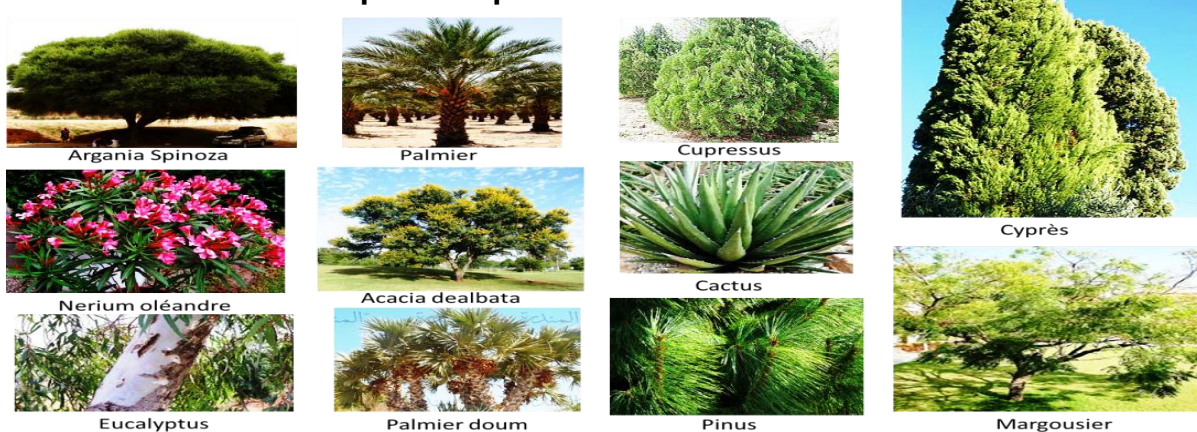 Argania Spinoza
Palmier
Cupressus
Cyprès
Nerium oléandre
Acacia dealbata
Cactus
Eucalyptus
Palmier doum
Pinus
Margousier